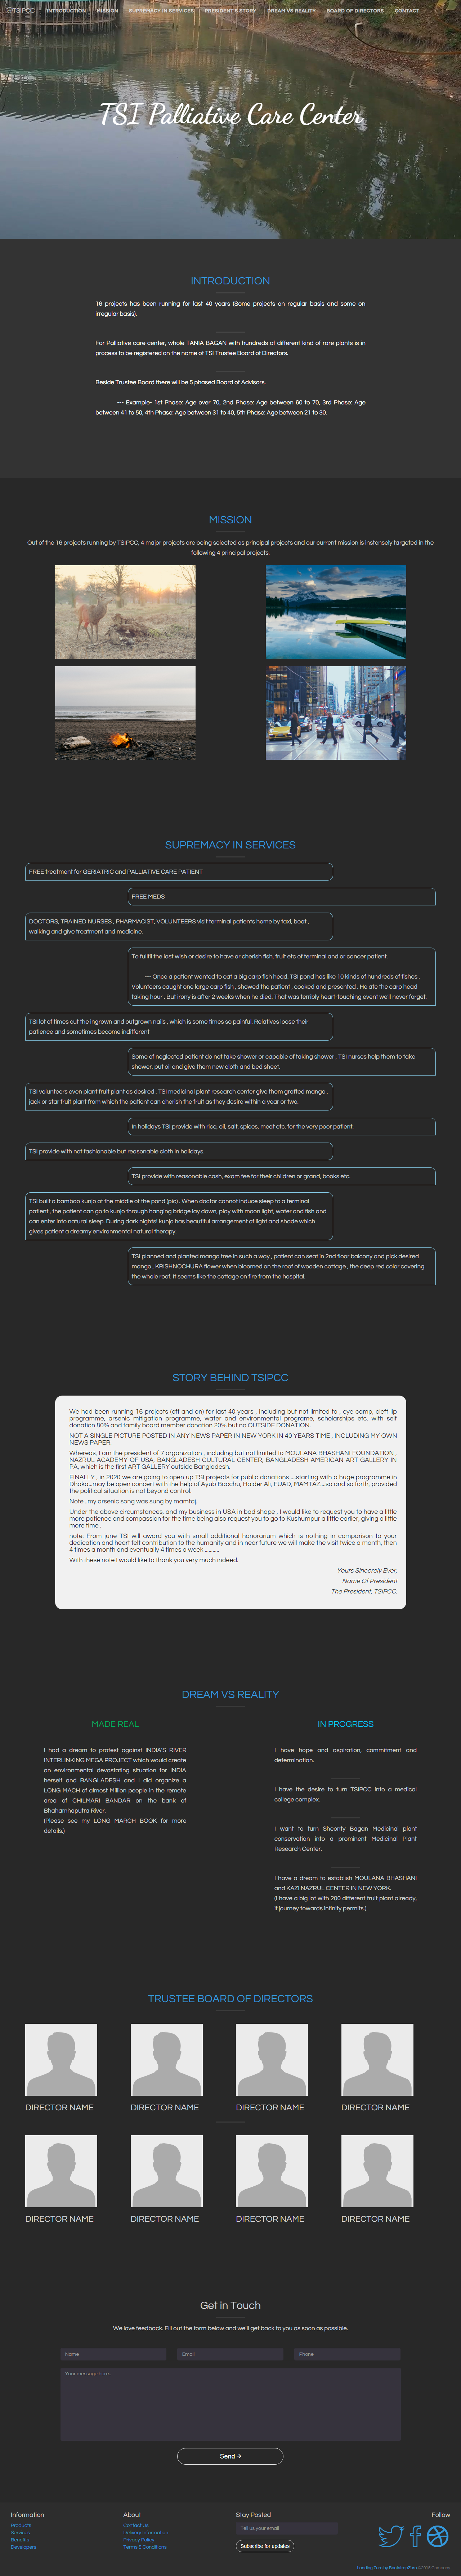 TSIPCC INTRODUCTION MISSION SUPREMACY IN SERVICES PRESIDENT'S STORY DREAM VS REALITY BOARD OF DIRECTORS CONTACT
TSI Palliative Care Center
INTRODUCTION
16 projects has been running for last 40 years (Some projects on regular basis and some on
irregular basis).
For Palliative care center, whole TANIA BAGAN with hundreds of different kind of rare plants is in
process to be registered on the name of TSI Trustee Board of Directors.
Beside Trustee Board there will be 5 phased Board of Advisors.
--- Example- 1st Phase: Age over 70, 2nd Phase: Age between 60 to 70, 3rd Phase: Age
between 41 to 50, 4th Phase: Age between 31 to 40, 5th Phase: Age between 21 to 30.
MISSION
Out of the 16 projects running by TSIPCC, 4 major projects are being selected as principal projects and our current mission is instensely targeted in the
following 4 principal projects.
SUPREMACY IN SERVICES
FREE treatment for GERIATRIC and PALLIATIVE CARE PATIENT
FREE MEDS
DOCTORS, TRAINED NURSES , PHARMACIST, VOLUNTEERS visit terminal patients home by taxi, boat ,
walking and give treatment and medicine.
To fulfil the last wish or desire to have or cherish fish, fruit etc of terminal and or cancer patient.
--- Once a patient wanted to eat a big carp fish head. TSI pond has like 10 kinds of hundreds of fishes .
Volunteers caught one large carp fish , showed the patient , cooked and presented . He ate the carp head
taking hour . But irony is after 2 weeks when he died. That was terribly heart-touching event we'll never forget.
TSI lot of times cut the ingrown and outgrown nails , which is some times so painful. Relatives loose their
patience and sometimes become indifferent
Some of neglected patient do not take shower or capable of taking shower , TSI nurses help them to take
shower, put oil and give them new cloth and bed sheet.
TSI volunteers even plant fruit plant as desired . TSI medicinal plant research center give them grafted mango ,
jack or star fruit plant from which the patient can cherish the fruit as they desire within a year or two.
In holidays TSI provide with rice, oil, salt, spices, meat etc. for the very poor patient.
TSI provide with not fashionable but reasonable cloth in holidays.
TSI provide with reasonable cash, exam fee for their children or grand, books etc.
TSI built a bamboo kunjo at the middle of the pond (pic) . When doctor cannot induce sleep to a terminal
patient , the patient can go to kunjo through hanging bridge lay down, play with moon light, water and fish and
can enter into natural sleep. During dark nights! kunjo has beautiful arrangement of light and shade which
gives patient a dreamy environmental natural therapy.
TSI planned and planted mango tree in such a way , patient can seat in 2nd floor balcony and pick desired
mango , KRISHNOCHURA flower when bloomed on the roof of wooden cottage , the deep red color covering
the whole roof. It seems like the cottage on fire from the hospital.
STORY BEHIND TSIPCC
We had been running 16 projects (off and on) for last 40 years , including but not limited to , eye camp, cleft lip
programme, arsenic mitigation programme, water and environmental programe, scholarships etc. with self
donation 80% and family board member donation 20% but no OUTSIDE DONATION.
NOT A SINGLE PICTURE POSTED IN ANY NEWS PAPER IN NEW YORK IN 40 YEARS TIME , INCLUDING MY OWN
NEWS PAPER.
Whereas, I am the president of 7 organization , including but not limited to MOULANA BHASHANI FOUNDATION ,
NAZRUL ACADEMY OF USA, BANGLADESH CULTURAL CENTER, BANGLADESH AMERICAN ART GALLERY IN
PA, which is the first ART GALLERY outside Bangladesh.
FINALLY , in 2020 we are going to open up TSI projects for public donations ....starting with a huge programme in
Dhaka...may be open concert with the help of Ayub Bacchu, Haider Ali, FUAD, MAMTAZ....so and so forth, provided
the political situation is not beyond control.
Note ,my arsenic song was sung by mamtaj.
Under the above circumstances, and my business in USA in bad shape , I would like to request you to have a little
more patience and compassion for the time being also request you to go to Kushumpur a little earlier, giving a little
more time .
note: From june TSI will award you with small additional honorarium which is nothing in comparison to your
dedication and heart felt contribution to the humanity and in near future we will make the visit twice a month, then
4 times a month and eventually 4 times a week ..........
With these note I would like to thank you very much indeed.
Yours Sincerely Ever,
Name Of President
The President, TSIPCC.
DREAM VS REALITY
MADE REAL
I had a dream to protest against INDIA'S RIVER
INTERLINKING MEGA PROJECT which would create
an environmental devastating situation for INDIA
herself and BANGLADESH and I did organize a
LONG MACH of almost Million people in the remote
area of CHILMARI BANDAR on the bank of
Bhahamhaputra River.
(Please see my LONG MARCH BOOK for more
details.)
IN PROGRESS
I have hope and aspiration, commitment and
determination.
I have the desire to turn TSIPCC into a medical
college complex.
I want to turn Sheonty Bagan Medicinal plant
conservation into a prominent Medicinal Plant
Research Center.
I have a dream to establish MOULANA BHASHANI
and KAZI NAZRUL CENTER IN NEW YORK.
(I have a big lot with 200 different fruit plant already,
if journey towards infinity permits.)
TRUSTEE BOARD OF DIRECTORS
DIRECTOR NAME DIRECTOR NAME DIRECTOR NAME DIRECTOR NAME
DIRECTOR NAME DIRECTOR NAME DIRECTOR NAME DIRECTOR NAME
Get in Touch
We love feedback. Fill out the form below and we'll get back to you as soon as possible.
Name Email Phone
Your message here..
Send →
Information About Stay Posted Follow
Products Contact Us Tell us your email
Services Delivery Information
Benefits Privacy Policy Subscribe for updates
Developers Terms & Conditions
Landing Zero by BootstrapZero ©2015 Company